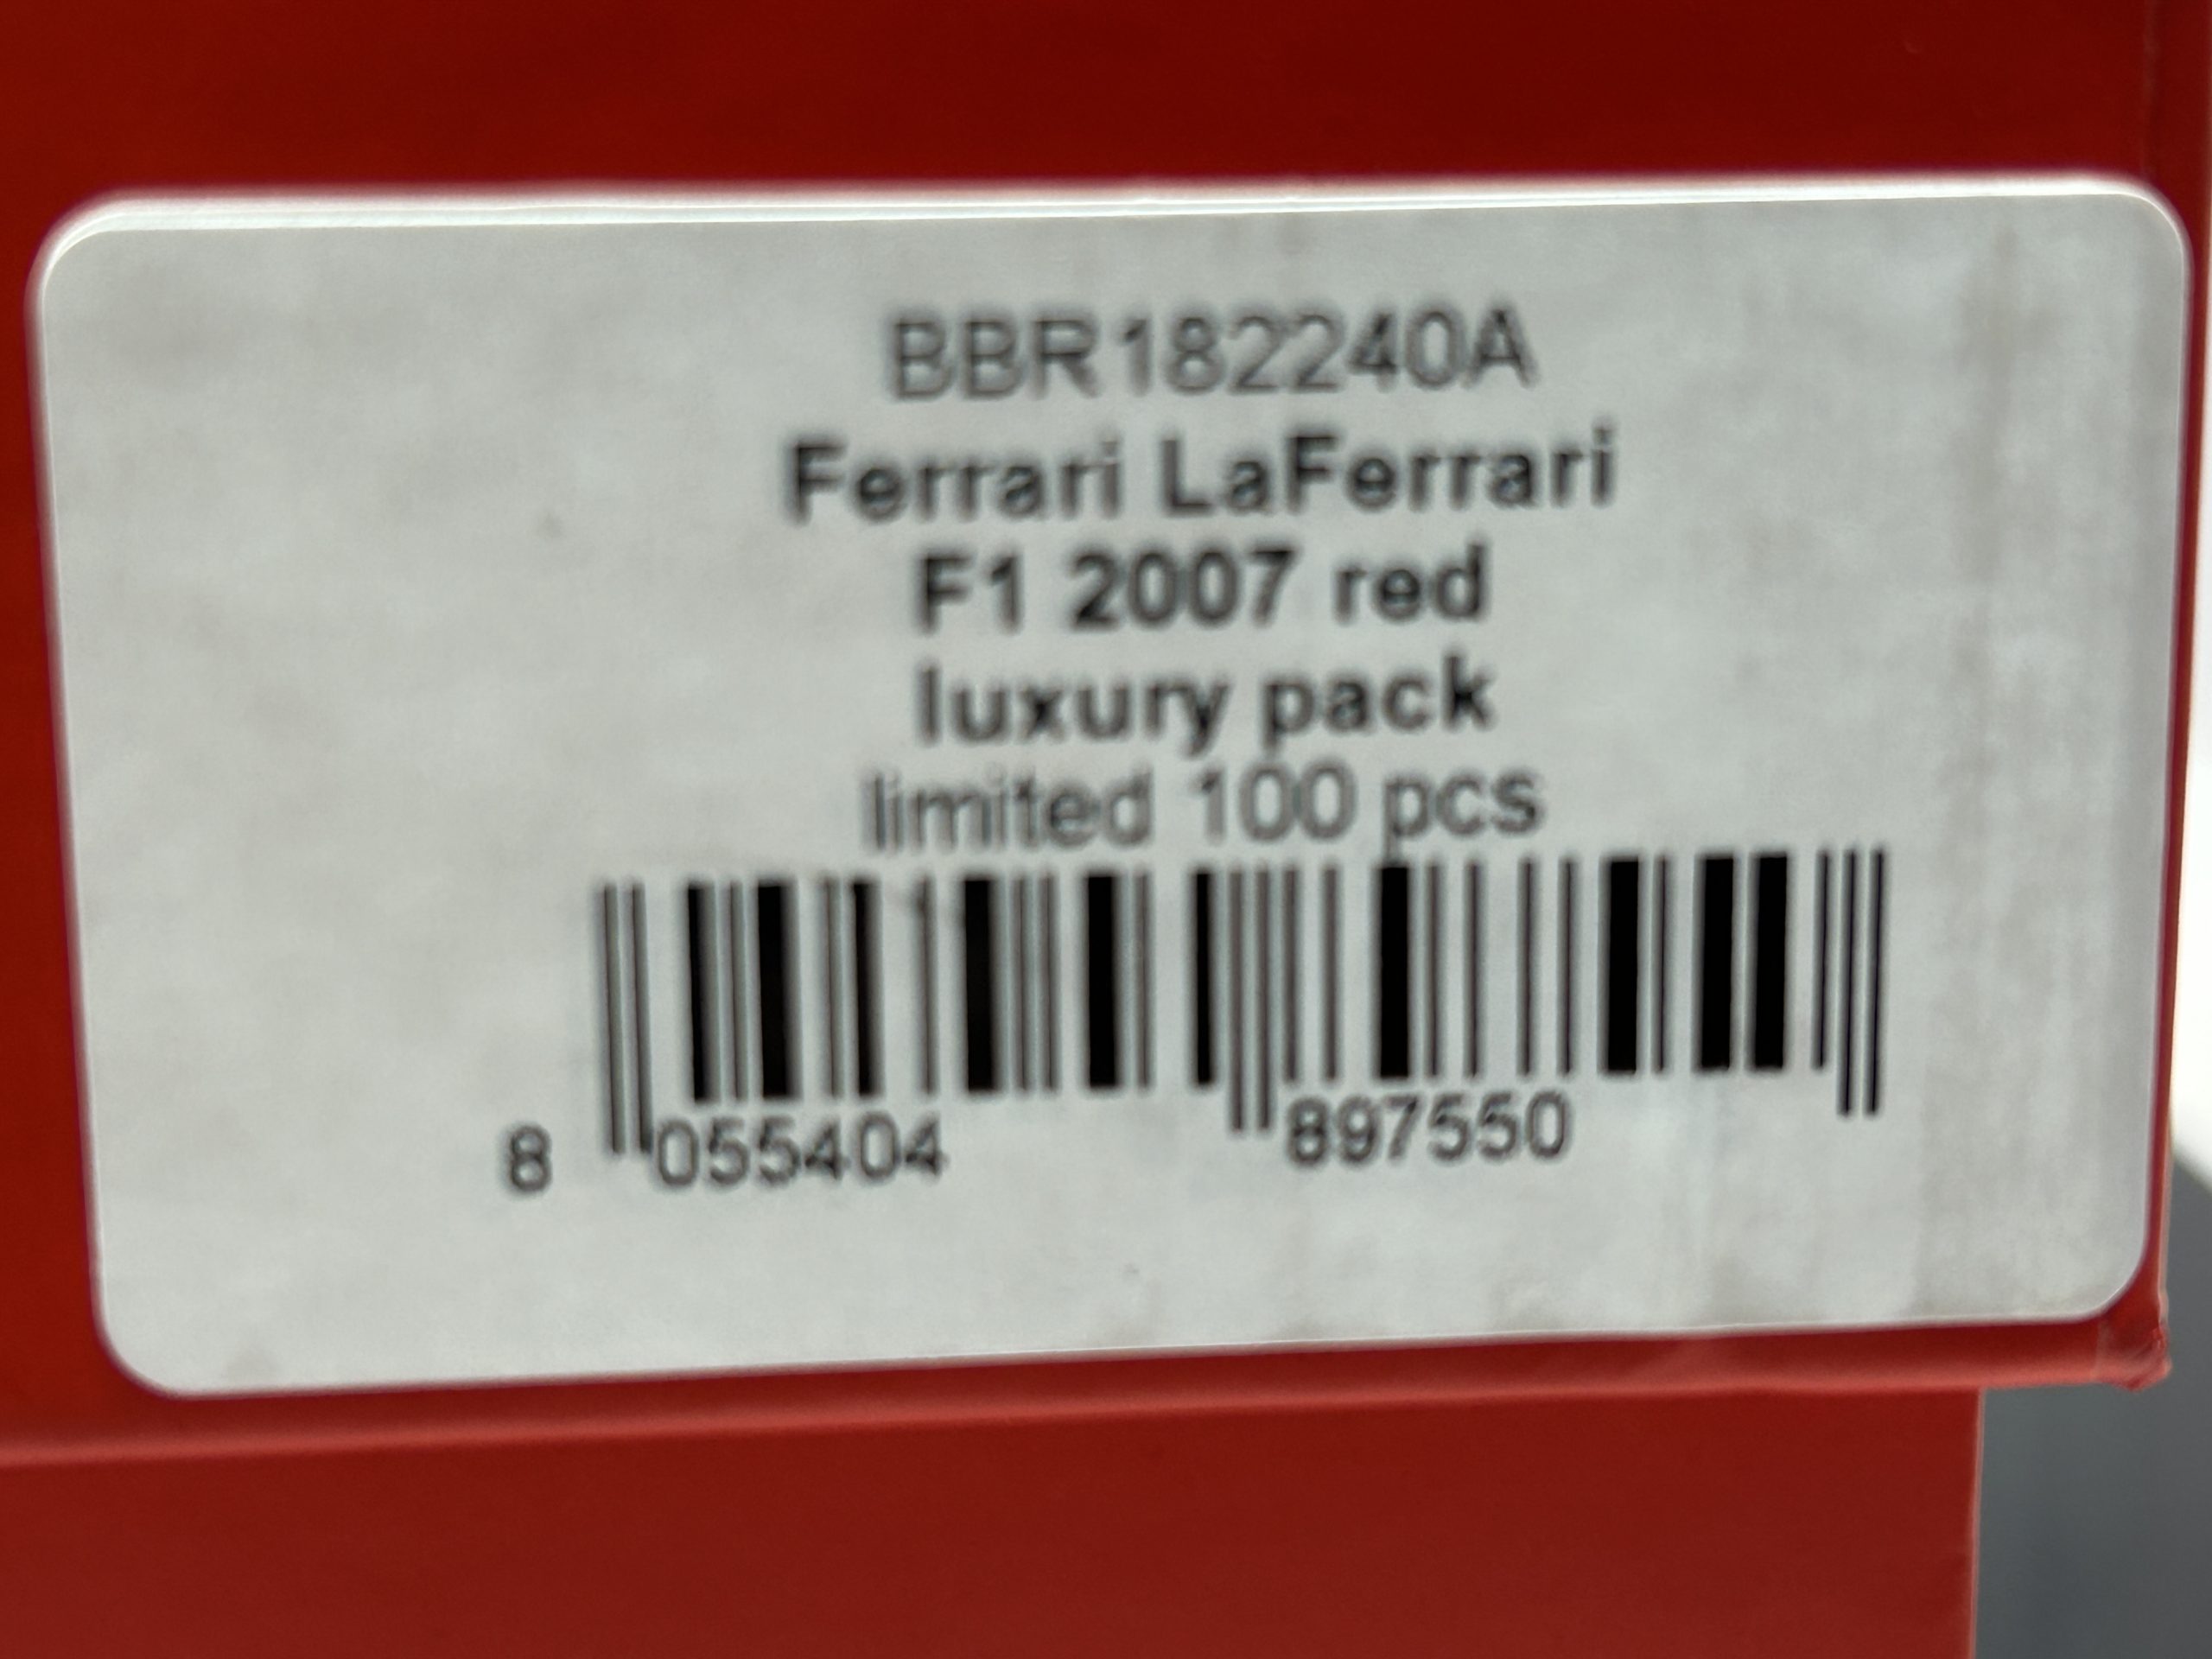 BBR182240A
Ferrari LaFerrari
F1 2007 red
luxury pack
limited 100 pcs
8 055404 897550